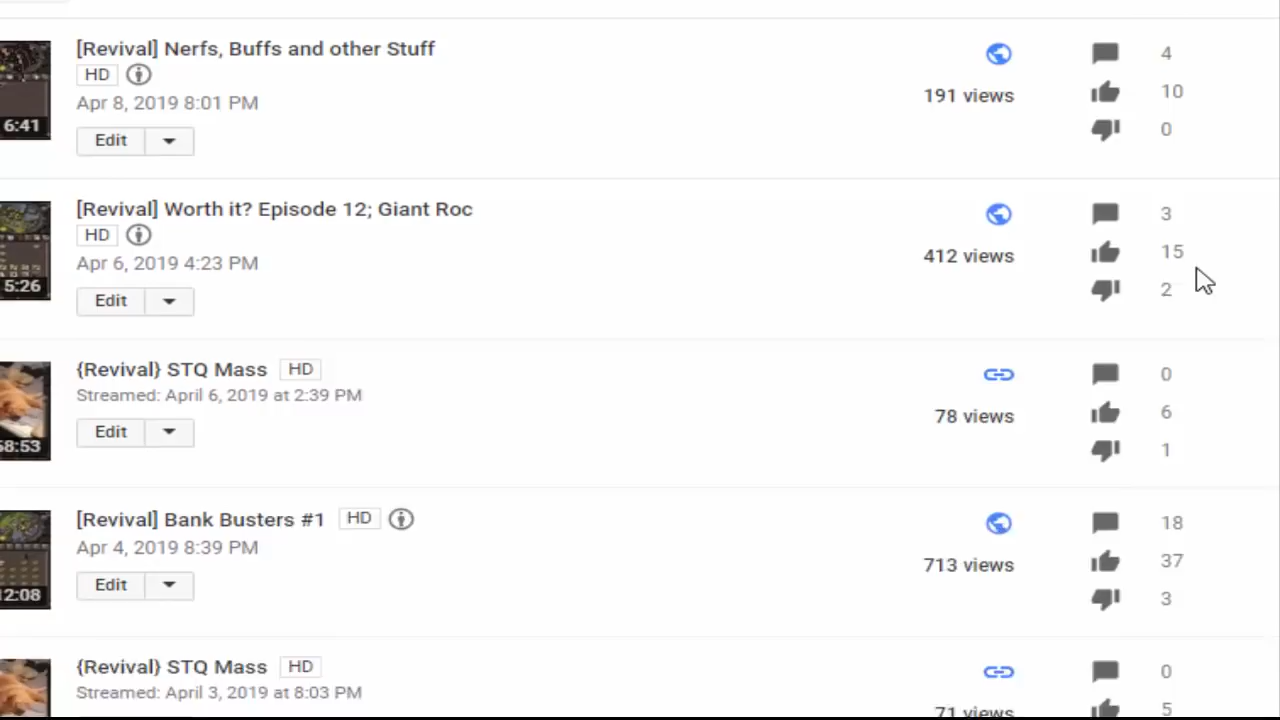 [Revival] Nerfs, Buffs and other Stuff
HD
Apr 8, 2019 8:01 PM
Edit
6:41
191 views
4
10
0
[Revival] Worth it? Episode 12; Giant Roc
HD
Apr 6, 2019 4:23 PM
Edit
5:26
412 views
3
15
2
{Revival} STQ Mass HD
Streamed: April 6, 2019 at 2:39 PM
Edit
58:53
78 views
0
6
1
[Revival] Bank Busters #1 HD
Apr 4, 2019 8:39 PM
Edit
12:08
713 views
18
37
3
{Revival} STQ Mass HD
Streamed: April 3, 2019 at 8:03 PM
71 views
0
5